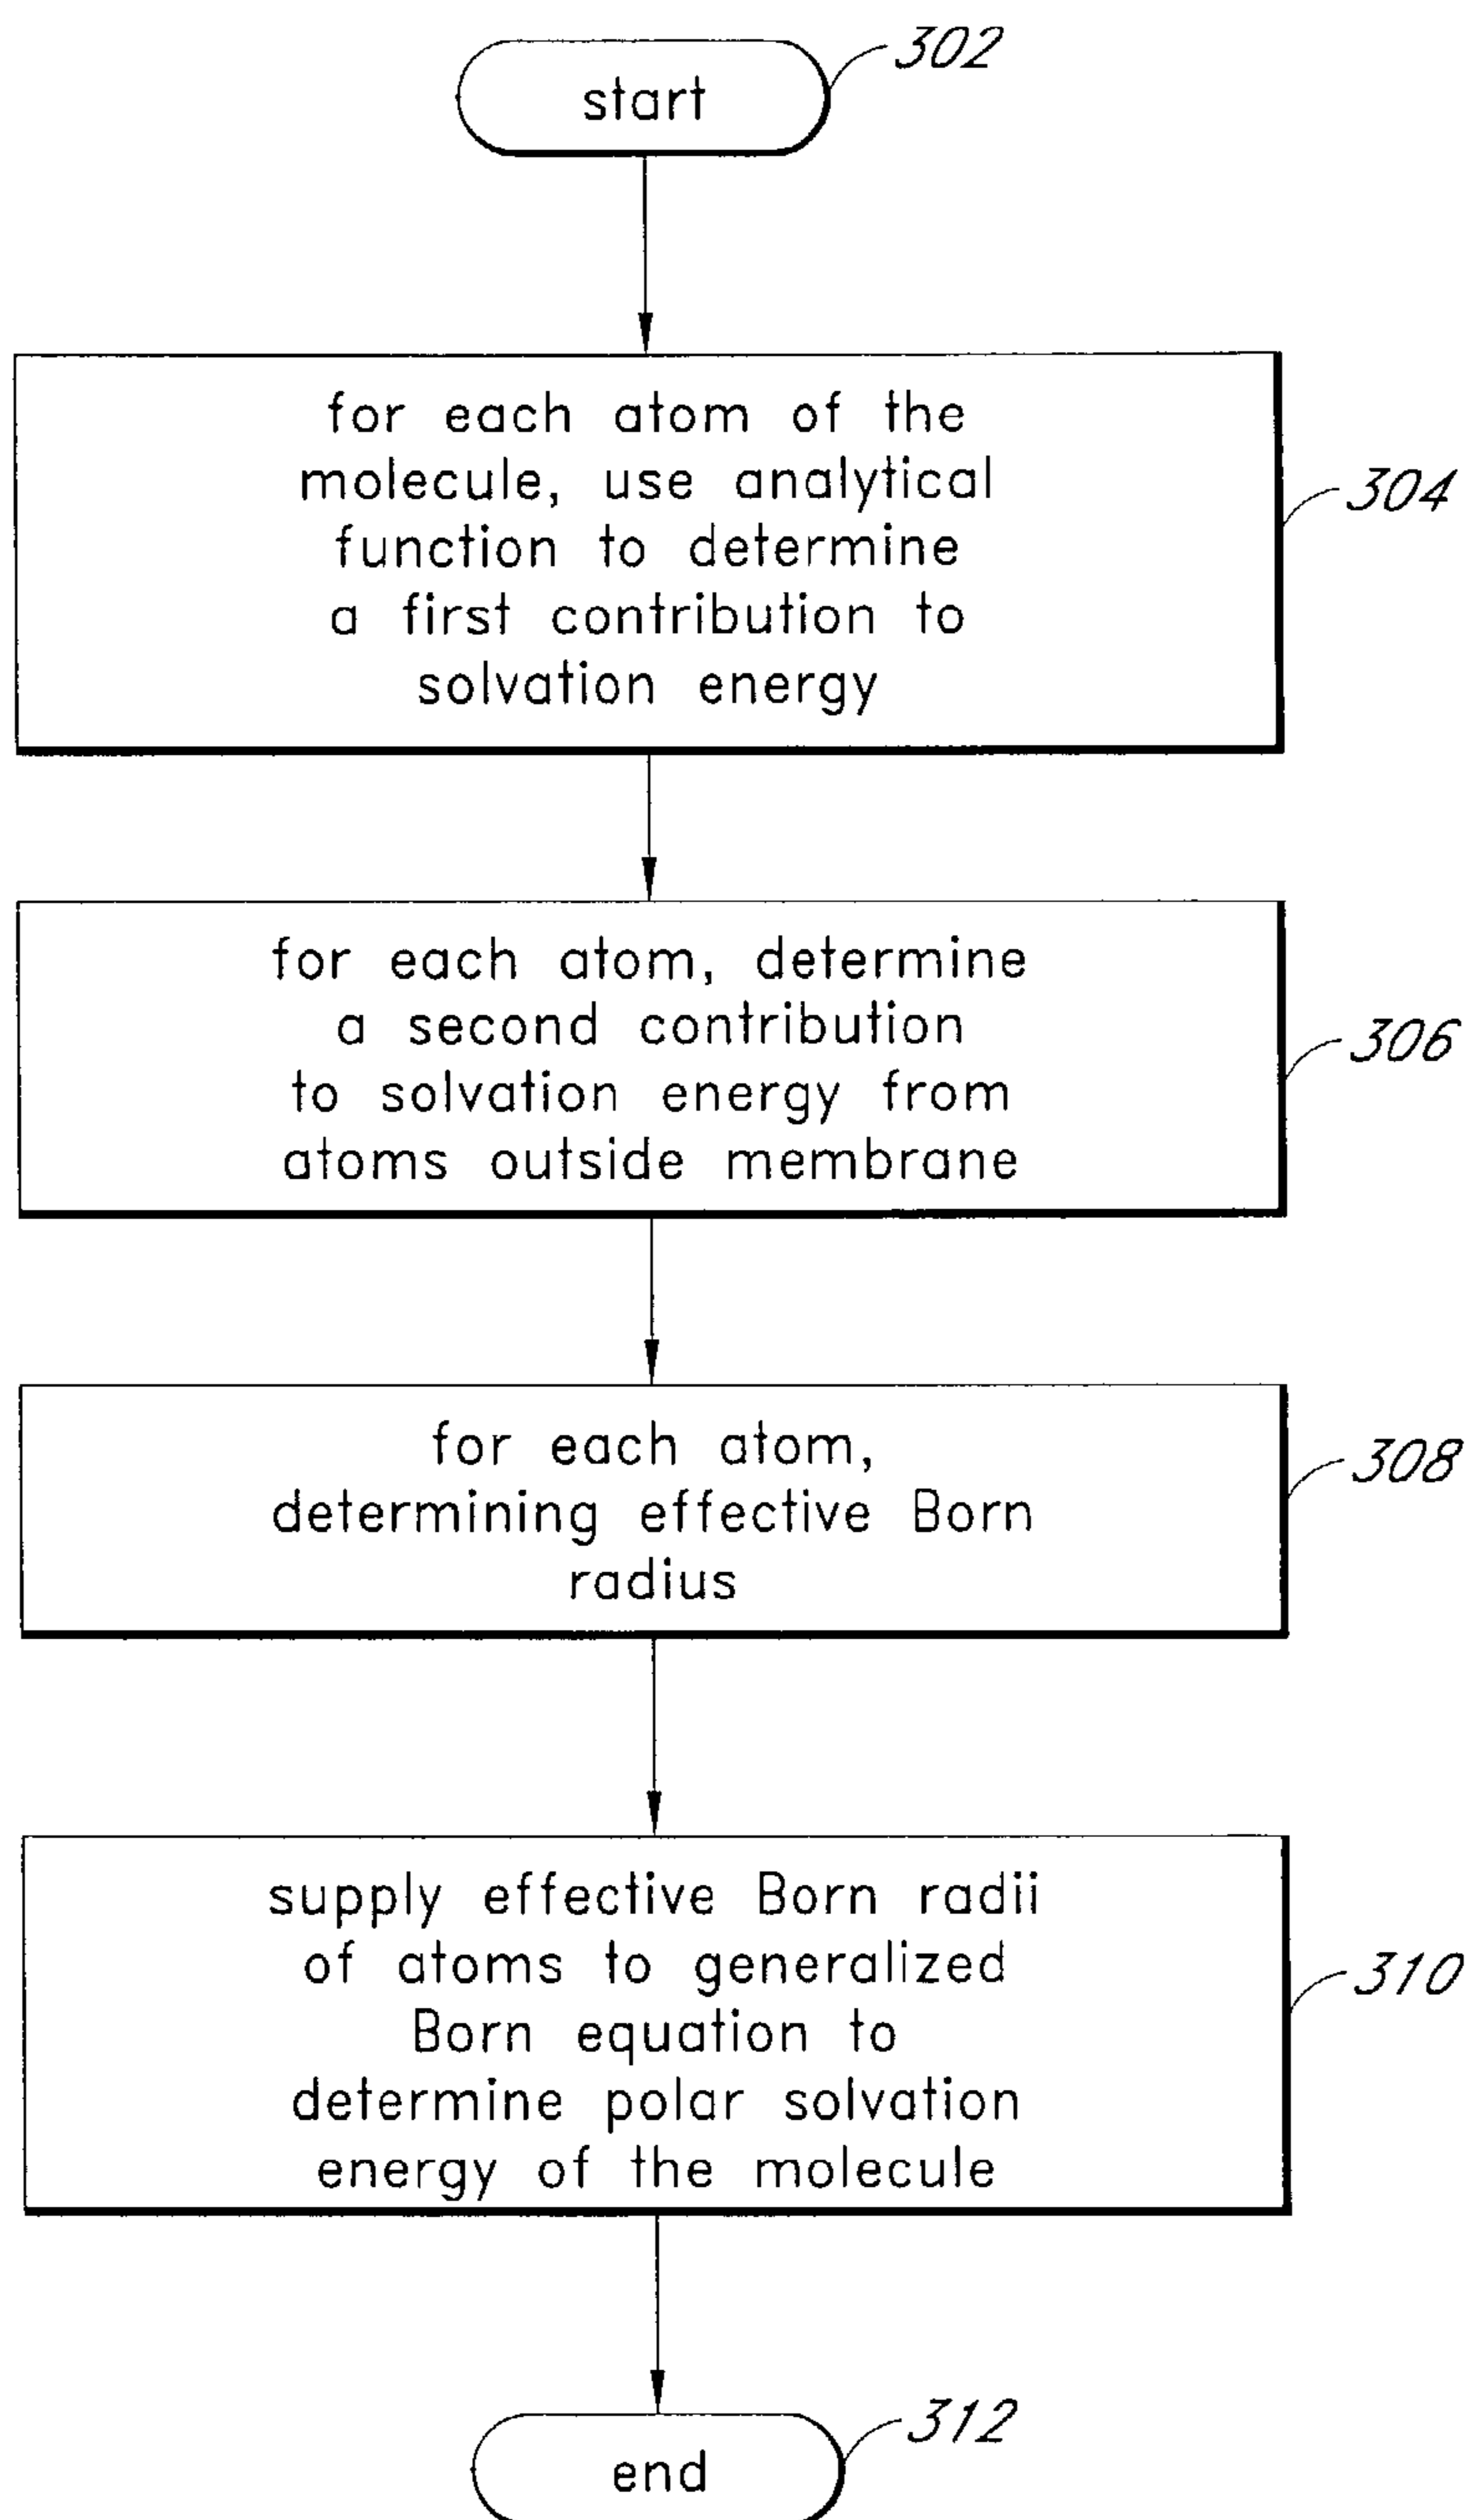 302
start
for each atom of the
molecule, use analytical
function to determine
a first contribution to
solvation energy
304
for each atom, determine
a second contribution
to solvation energy from
atoms outside membrane
306
for each atom,
determining effective Born
radius
308
supply effective Born radii
of atoms to generalized
Born equation to
determine polar solvation
energy of the molecule
310
312
end